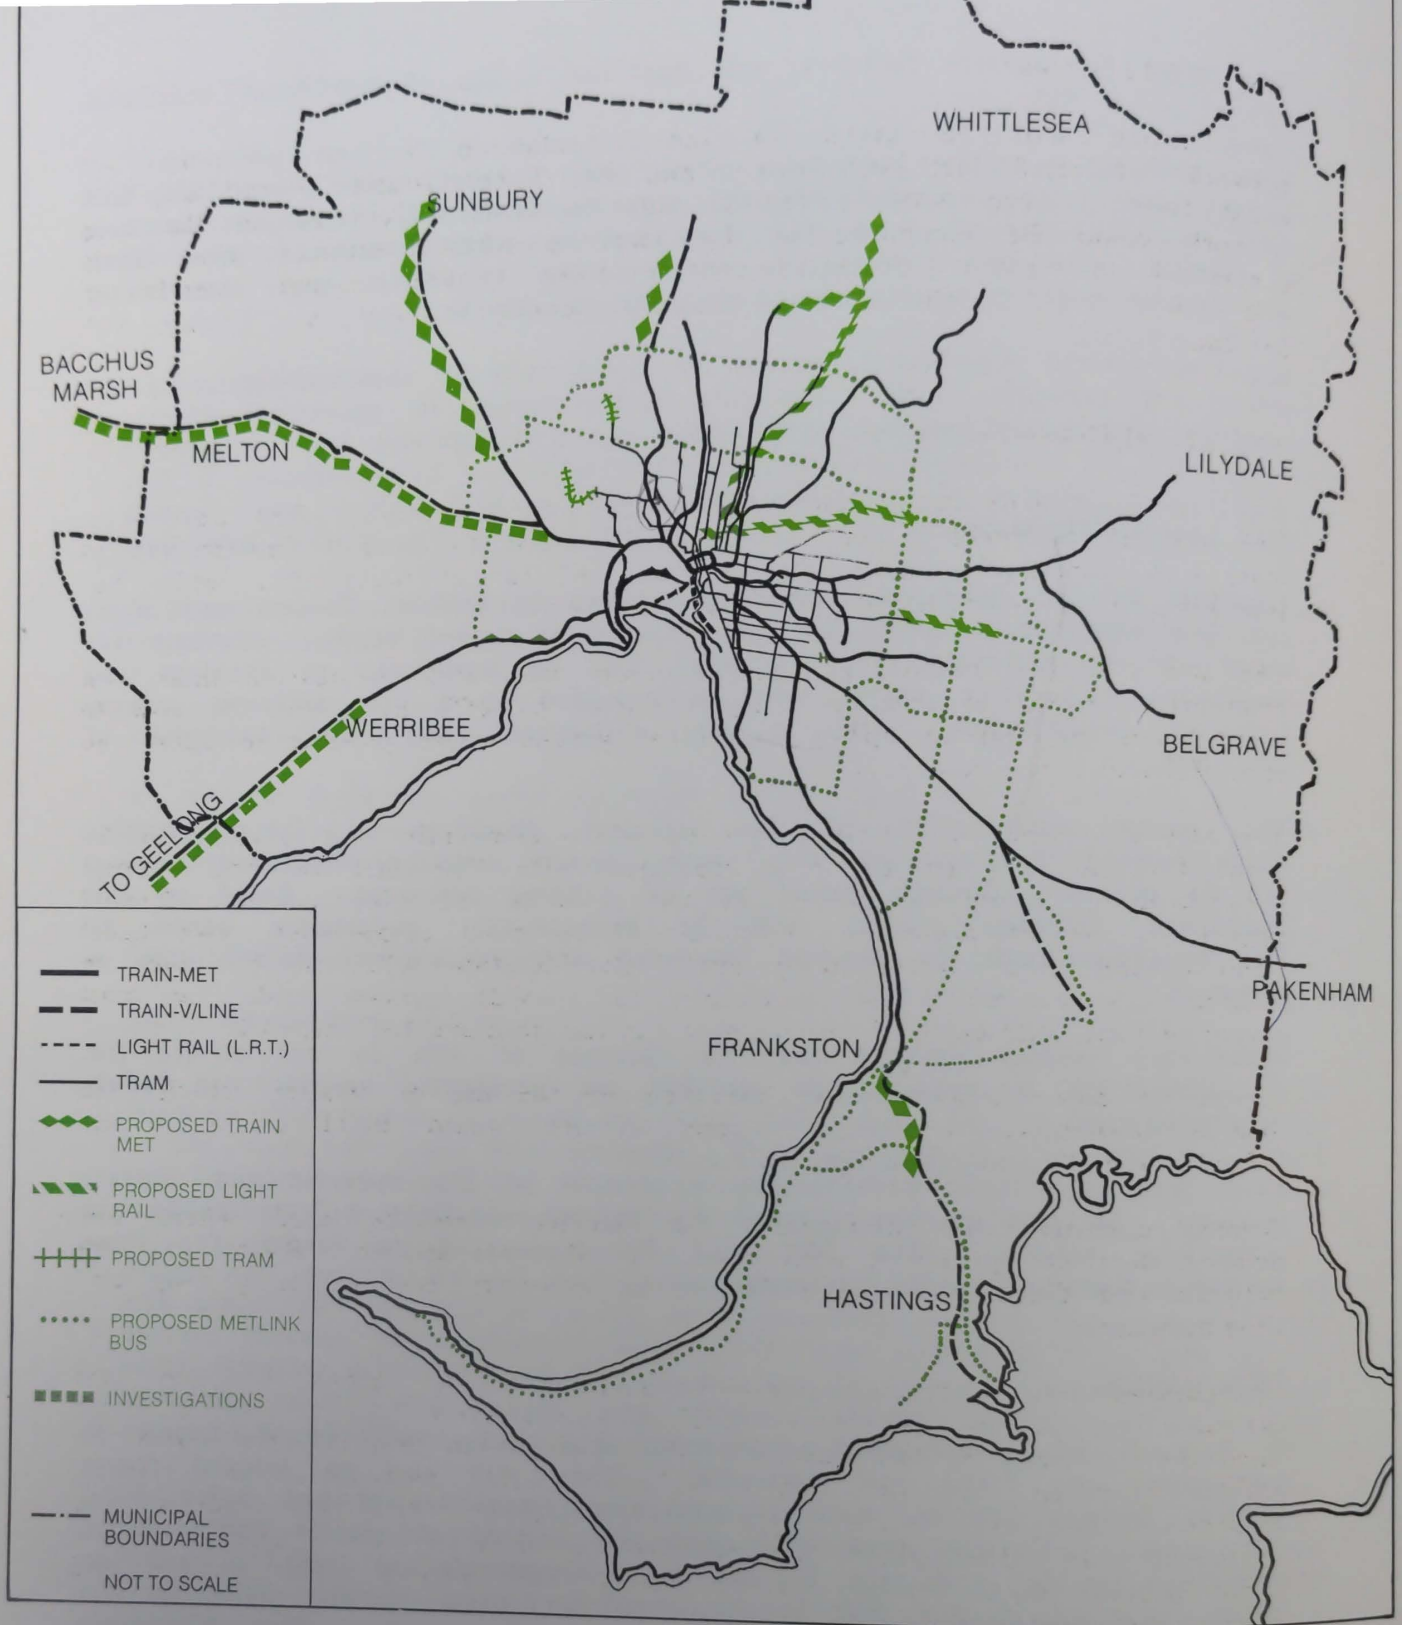 WHITTLESEA
SUNBURY
BACCHUS
MARSH
MELTON
LILYDALE
WERRIBEE
BELGRAVE
TO GEELONG
PAKENHAM
FRANKSTON
HASTINGS
TRAIN-MET
TRAIN-V/LINE
LIGHT RAIL (L.R.T.)
TRAM
PROPOSED TRAIN
MET
PROPOSED LIGHT
RAIL
PROPOSED TRAM
PROPOSED METLINK
BUS
INVESTIGATIONS
MUNICIPAL
BOUNDARIES
NOT TO SCALE